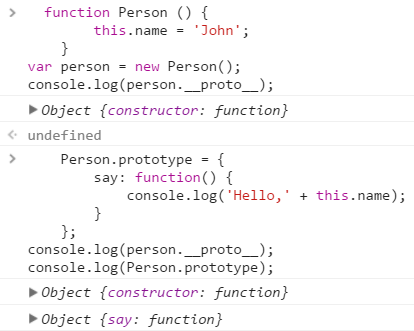 function Person () {
this.name = 'John';
}
var person = new Person();
console.log(person.__proto__);
Object {constructor: function}
undefined
Person.prototype = {
say: function() {
console.log('Hello,' + this.name);
}
};
console.log(person.__proto__);
console.log(Person.prototype);
Object {constructor: function}
Object {say: function}